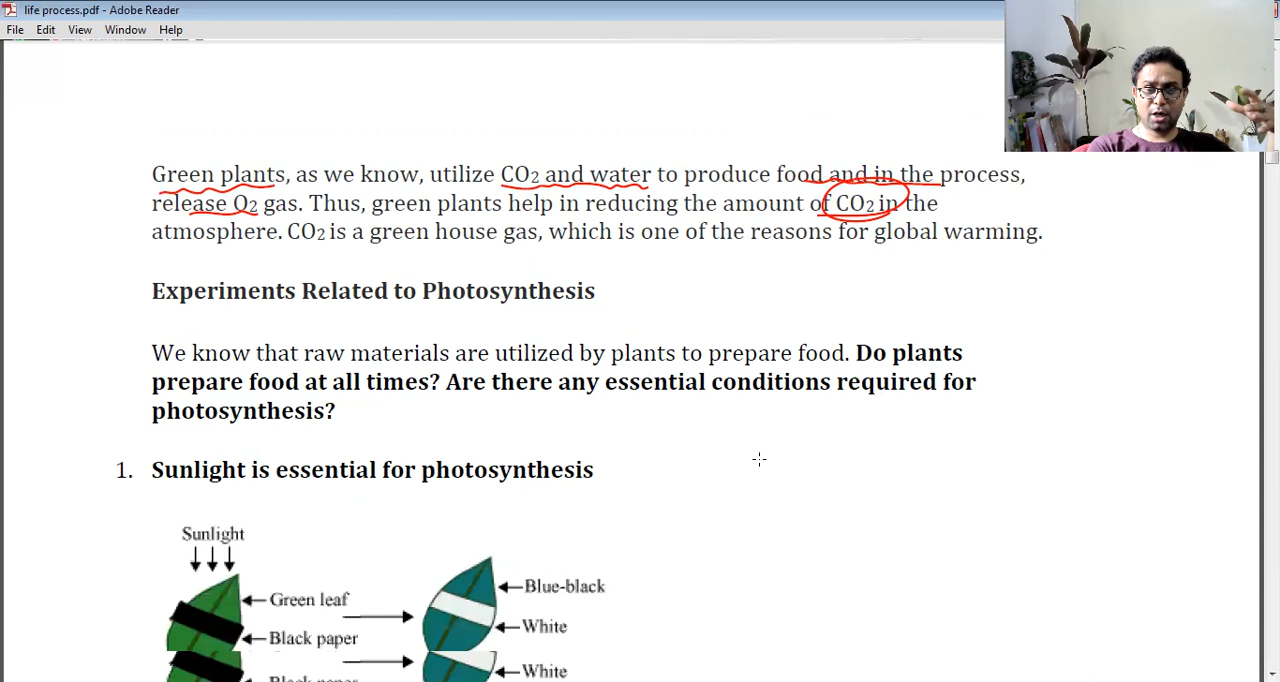 life process.pdf - Adobe Reader
File Edit View Window Help
Green plants, as we know, utilize CO2 and water to produce food and in the process,
release O2 gas. Thus, green plants help in reducing the amount of CO2 in the
atmosphere. CO2 is a green house gas, which is one of the reasons for global warming.
Experiments Related to Photosynthesis
We know that raw materials are utilized by plants to prepare food. Do plants
prepare food at all times? Are there any essential conditions required for
photosynthesis?
1. Sunlight is essential for photosynthesis
Sunlight
Green leaf
Blue-black
Black paper
White
White